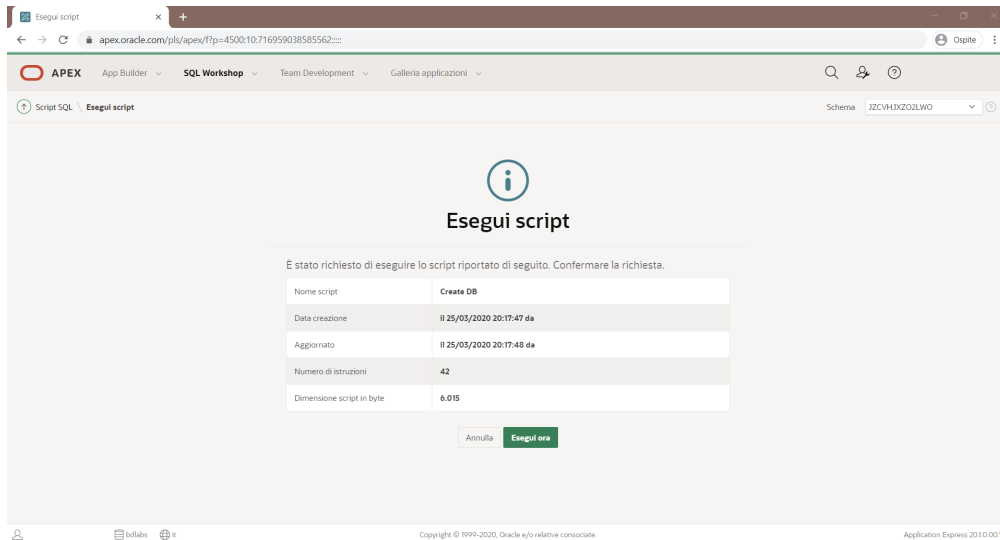 Esegui script
apex.oracle.com/pls/apex/f?p=4500:10:716959038585562:::::
Ospite
APEX App Builder SQL Workshop Team Development Galleria applicazioni
Script SQL \ Esegui script Schema JZCVHJXZO2LWO
Esegui script
È stato richiesto di eseguire lo script riportato di seguito. Confermare la richiesta.
Nome script Create DB
Data creazione il 25/03/2020 20:17:47 da
Aggiornato il 25/03/2020 20:17:48 da
Numero di istruzioni 42
Dimensione script in byte 6.015
Annulla Esegui ora
bdlabs it Copyright © 1999-2020, Oracle e/o relative consociate. Application Express 20.1.0.00.